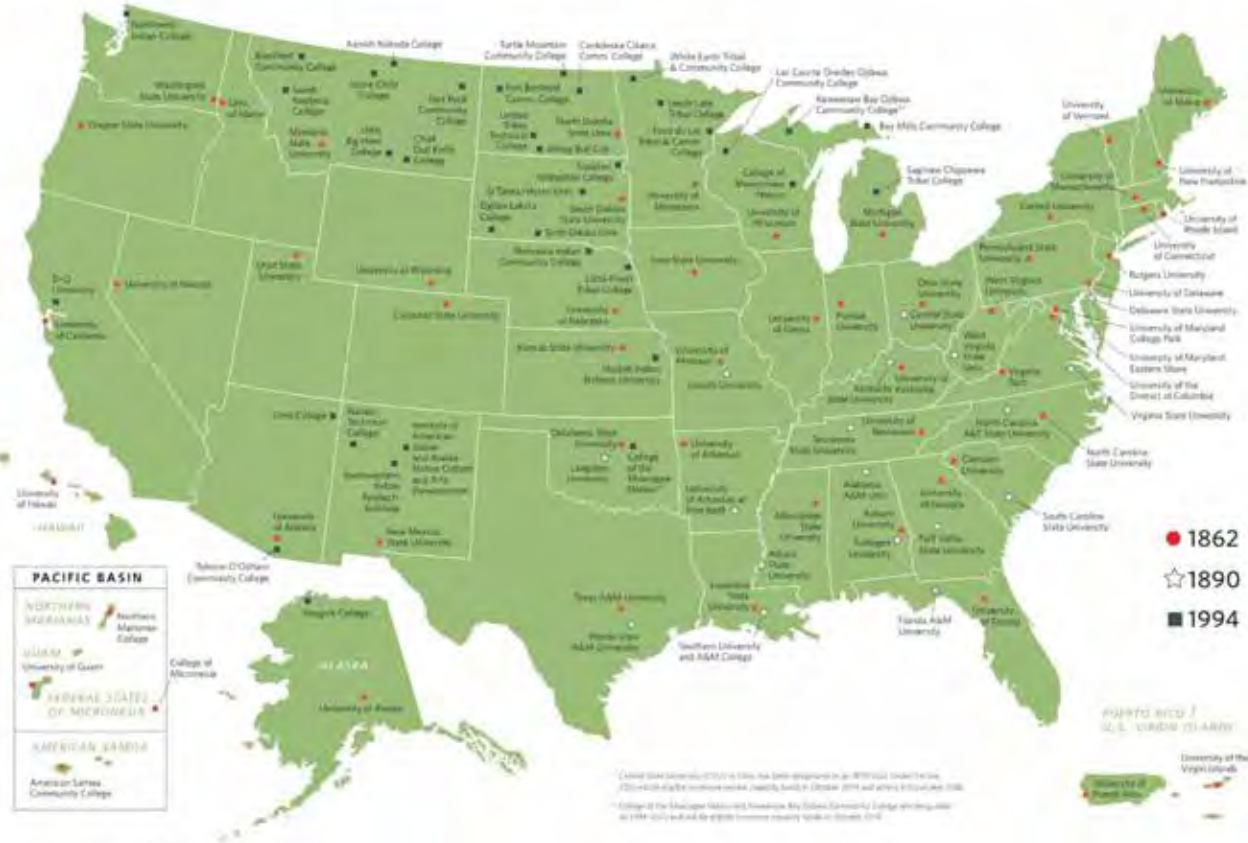 Northwest
Indian College
Washington
State University
Univ.
of Idaho
Oregon State University
Blackfeet
Community College
Salish
Kootenai
College
Aaniiih Nakoda College
Stone Child
College
Fort Peck
Community
College
Montana
State
University
Little
Big Horn
College
Chief
Dull Knife
College
Turtle Mountain
Community College
Cankdeska Cikana
Comm. College
White Earth Tribal
& Community College
Fort Berthold
Comm. College
United
Tribes
Technical
College
North Dakota
State Univ.
Sitting Bull Coll.
Leech Lake
Tribal College
Fond du Lac
Tribal & Comm.
College
Lac Courte Oreilles Ojibwa
Community College
Keweenaw Bay Ojibwa
Community College
Bay Mills Community College
Saginaw Chippewa
Tribal College
Michigan
State University
College of
Menominee
Nation
University of
Wisconsin
University of
Minnesota
Oglala Lakota
College
South Dakota
State University
Sinte Gleska Univ.
Nebraska Indian
Community College
Little Priest
Tribal College
University
of Nebraska
Iowa State University
University of Wyoming
Colorado State University
Utah State
University
University of Nevada
D-Q
University
University
of California
Kansas State University
Haskell Indian
Nations University
University of
Missouri
Lincoln University
University
of Illinois
Purdue
University
Ohio State
University
Central State
University
University of
Kentucky
Kentucky
State University
West
Virginia
State
Univ.
West Virginia
University
Virginia
Tech
Pennsylvania State
University
Cornell University
University
of Vermont
University
of Maine
University of
New Hampshire
University of
Massachusetts
University of
Rhode Island
University
of Connecticut
Rutgers University
University of Delaware
Delaware State University
University of Maryland
College Park
University of Maryland
Eastern Shore
University of the
District of Columbia
Virginia State University
North Carolina
State University
North Carolina
A&T State University
University of
Tennessee
Tennessee
State University
Clemson
University
University
of Georgia
Fort Valley
State University
South Carolina
State University
Alabama
A&M Univ.
Auburn
University
Tuskegee
University
Mississippi
State
University
Alcorn
State
University
University
of Arkansas
University
of Arkansas at
Pine Bluff
Oklahoma State
University
Langston
University
College
of the
Muscogee
Nation
Louisiana
State
University
Southern University
and A&M College
Florida A&M
University
University
of Florida
Texas A&M University
Prairie View
A&M University
Diné College
Navajo
Technical
College
Institute of
American
Indian
and Alaska
Native Culture
and Arts
Development
Southwestern
Indian
Polytech
Institute
New Mexico
State University
University
of Arizona
Tohono O'Odham
Community College
University
of Hawaii
HAWAII
PACIFIC BASIN
NORTHERN
MARIANAS
Northern
Marianas
College
GUAM
University of Guam
College of
Micronesia
FEDERAL STATES
OF MICRONESIA
AMERICAN SAMOA
American Samoa
Community College
Ilisagvik College
ALASKA
University of Alaska
1862
1890
1994
PUERTO RICO /
U.S. VIRGIN ISLANDS
University of the
Virgin Islands
University of
Puerto Rico